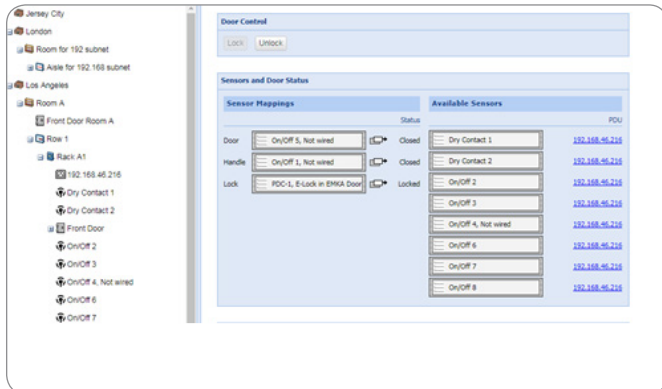 Jersey City
London
Room for 192 subnet
Aisle for 192.168 subnet
Los Angeles
Room A
Front Door Room A
Row 1
Rack A1
192.168.46.216
Dry Contact 1
Dry Contact 2
Front Door
On/Off 2
On/Off 3
On/Off 4, Not wired
On/Off 6
On/Off 7
Door Control
Lock Unlock
Sensors and Door Status
Sensor Mappings Available Sensors
Status PDU
Door On/Off 5, Not wired Closed Dry Contact 1 192.168.46.216
Handle On/Off 1, Not wired Closed Dry Contact 2 192.168.46.216
Lock PDC-1, E-Lock in EMKA Door Locked On/Off 2 192.168.46.216
On/Off 3 192.168.46.216
On/Off 4, Not wired 192.168.46.216
On/Off 6 192.168.46.216
On/Off 7 192.168.46.216
On/Off 8 192.168.46.216